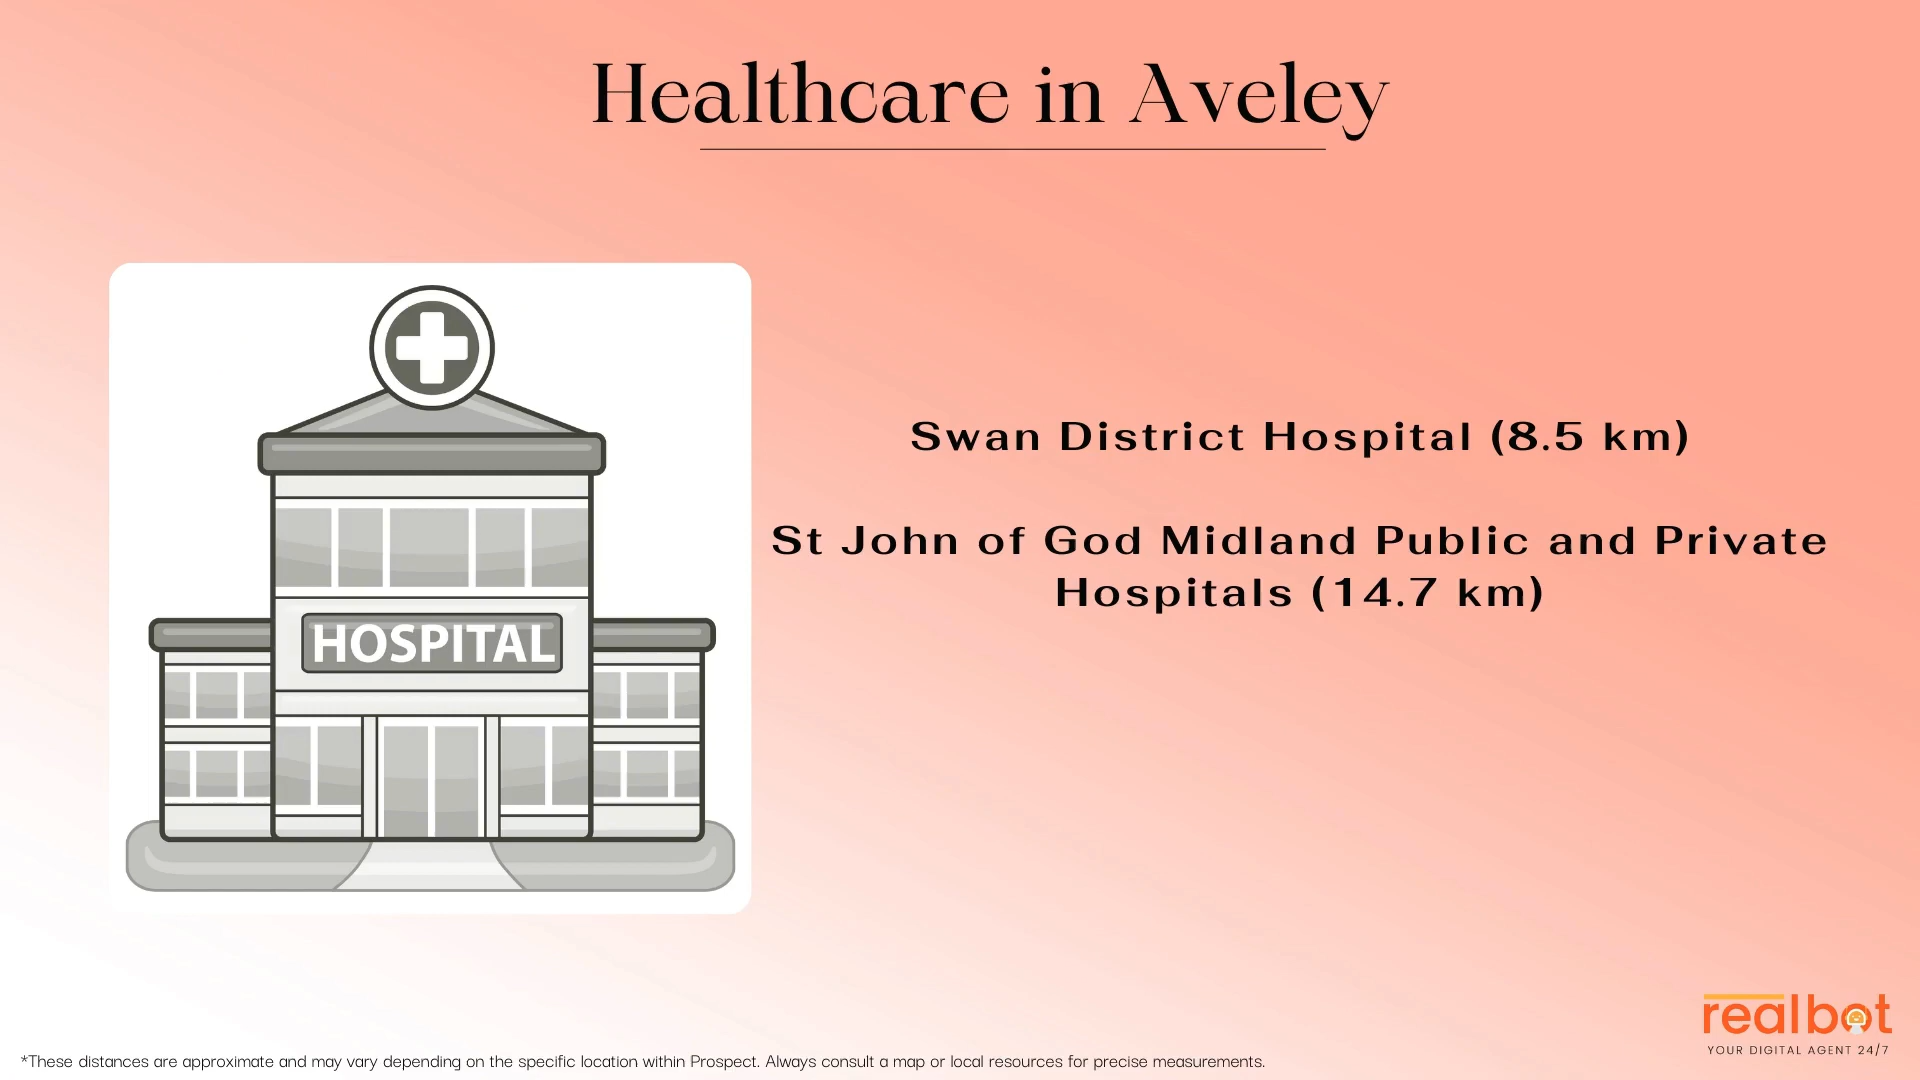 Healthcare in Aveley
HOSPITAL
Swan District Hospital (8.5 km)
St John of God Midland Public and Private
Hospitals (14.7 km)
realbot
YOUR DIGITAL AGENT 24/7
*These distances are approximate and may vary depending on the specific location within Prospect. Always consult a map or local resources for precise measurements.